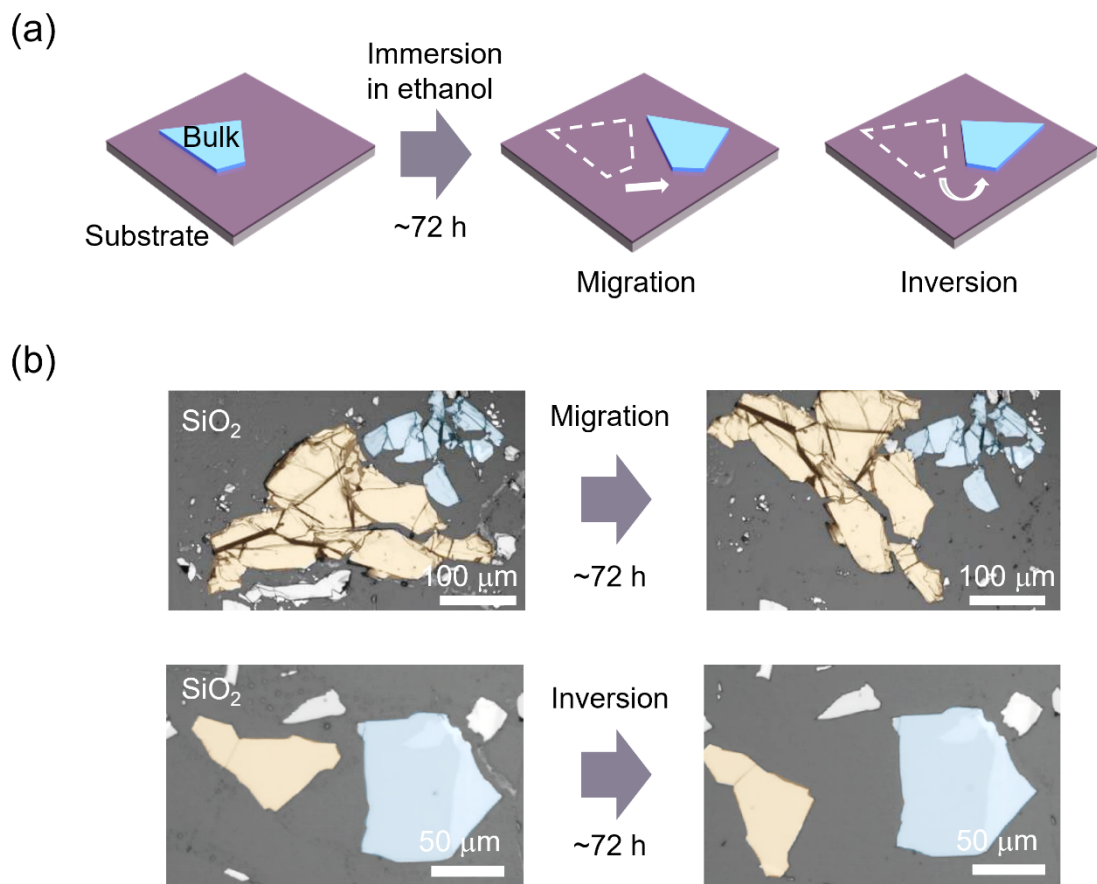 (a)
Immersion
in ethanol
Bulk
Substrate
~72 h
Migration
Inversion
(b)
SiO₂
Migration
~72 h
100 μm
100 μm
SiO₂
Inversion
~72 h
50 μm
50 μm